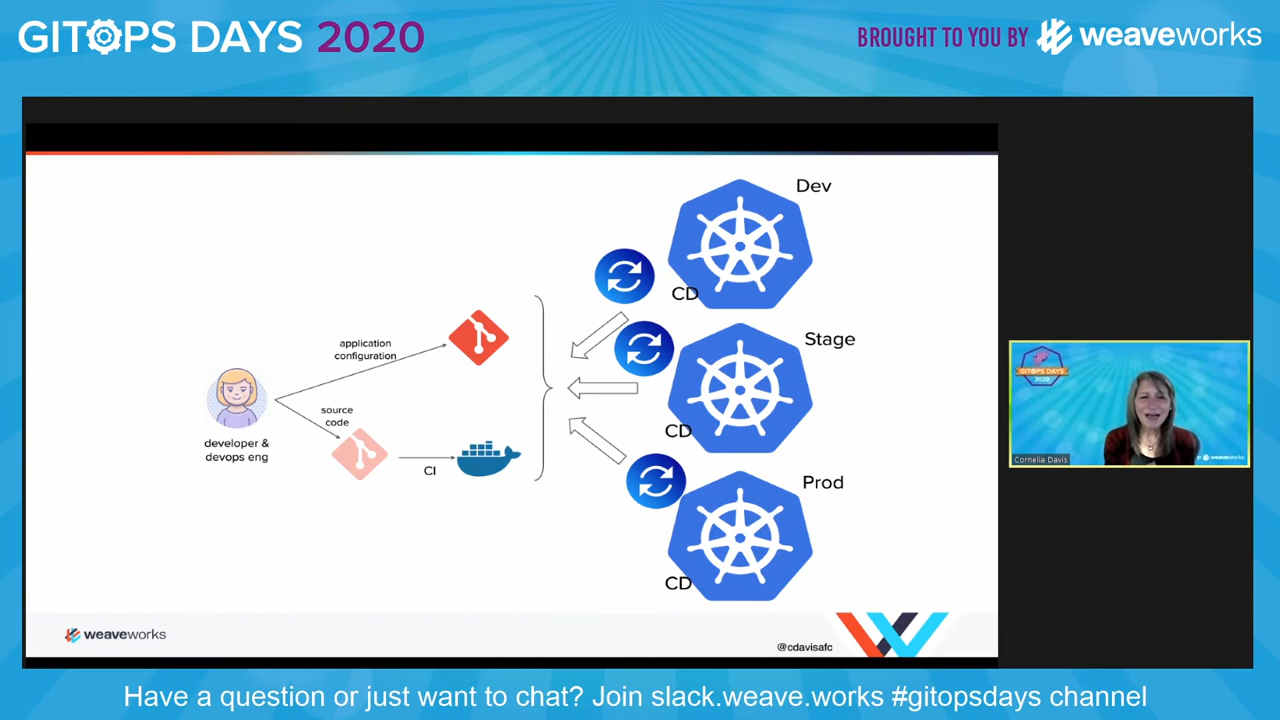 GITOPS DAYS 2020
BROUGHT TO YOU BY weaveworks
Dev
CD
application
configuration
Stage
source
code
developer &
devops eng
CI
CD
Prod
CD
weaveworks
@cdavisafc
GITOPS DAYS
2020
Cornelia Davis
weaveworks
Have a question or just want to chat? Join slack.weave.works #gitopsdays channel